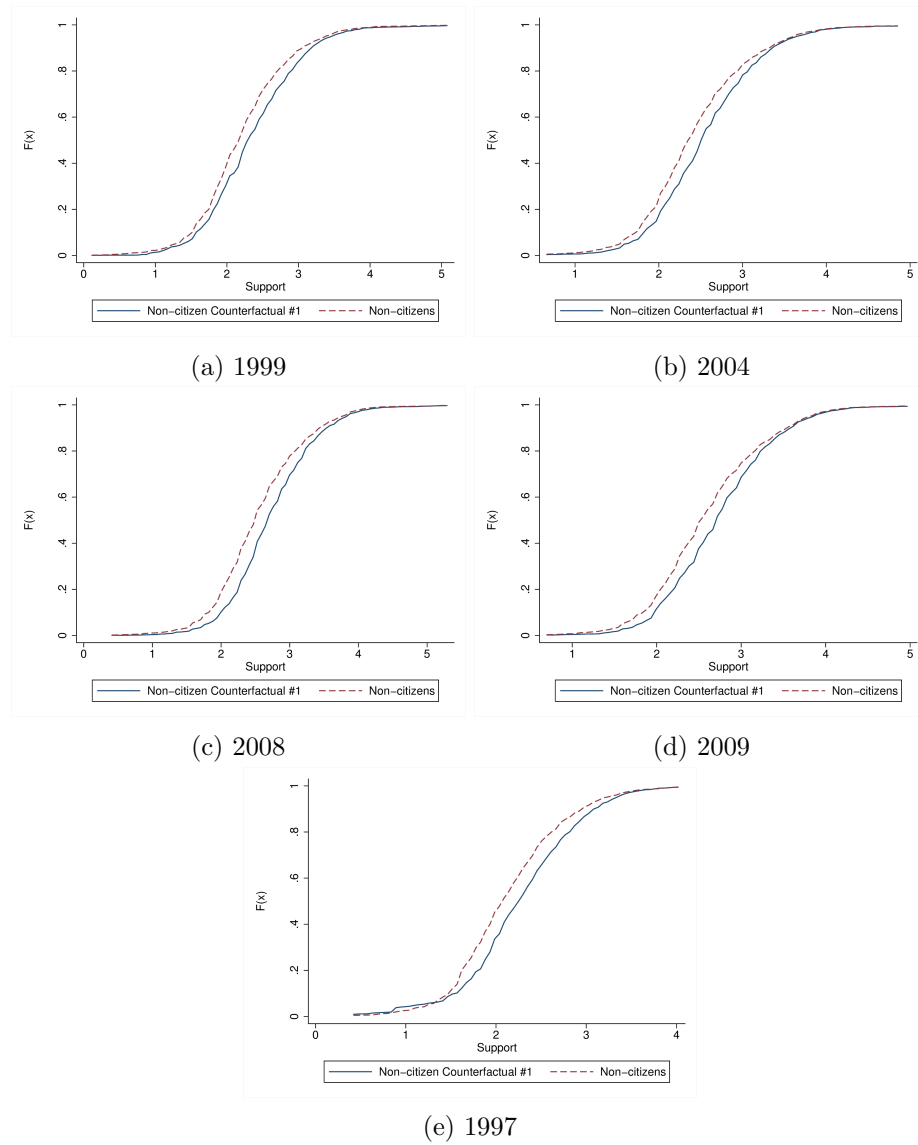 F(x)
1
.8
.6
.4
.2
0
0 1 2 3 4 5
Support
Non-citizen Counterfactual #1 Non-citizens
(a) 1999
F(x)
1
.8
.6
.4
.2
0
1 2 3 4 5
Support
Non-citizen Counterfactual #1 Non-citizens
(b) 2004
F(x)
1
.8
.6
.4
.2
0
0 1 2 3 4 5
Support
Non-citizen Counterfactual #1 Non-citizens
(c) 2008
F(x)
1
.8
.6
.4
.2
0
1 2 3 4 5
Support
Non-citizen Counterfactual #1 Non-citizens
(d) 2009
F(x)
1
.8
.6
.4
.2
0
0 1 2 3 4
Support
Non-citizen Counterfactual #1 Non-citizens
(e) 1997